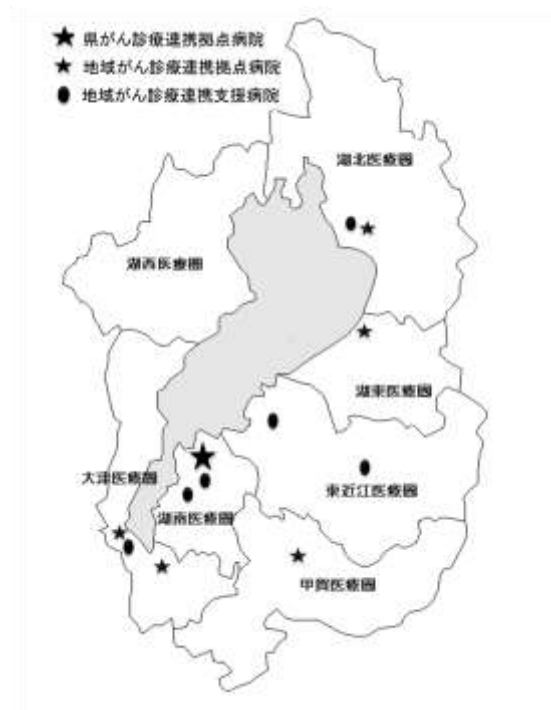 県がん診療連携拠点病院
地域がん診療連携拠点病院
地域がん診療連携支援病院
湖北医療圏
湖西医療圏
湖東医療圏
大津医療圏
東近江医療圏
湖南医療圏
甲賀医療圏